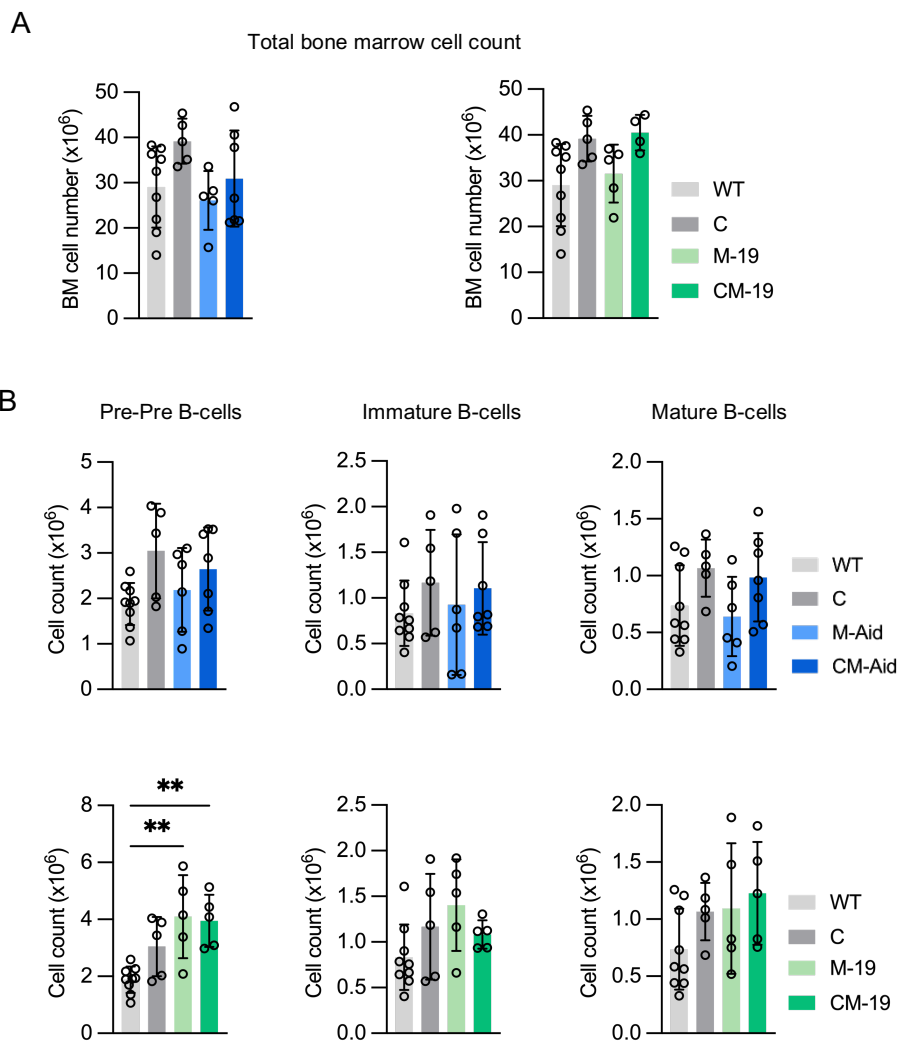 A
Total bone marrow cell count
BM cell number (x10⁶)
50
40
30
20
10
0
BM cell number (x10⁶)
50
40
30
20
10
0
WT
C
M-19
CM-19
B
Pre-Pre B-cells
Immature B-cells
Mature B-cells
Cell count (x10⁶)
5
4
3
2
1
0
Cell count (x10⁶)
2.5
2.0
1.5
1.0
0.5
0.0
Cell count (x10⁶)
2.0
1.5
1.0
0.5
0.0
WT
C
M-Aid
CM-Aid
Cell count (x10⁶)
8
6
4
2
0
**
**
Cell count (x10⁶)
2.5
2.0
1.5
1.0
0.5
0.0
Cell count (x10⁶)
2.0
1.5
1.0
0.5
0.0
WT
C
M-19
CM-19